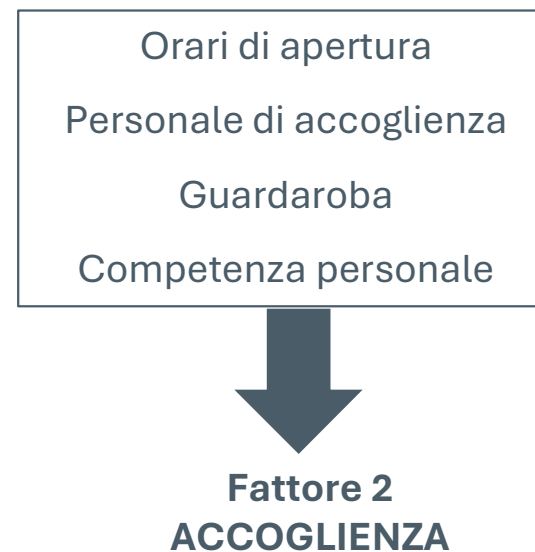 Orari di apertura
Personale di accoglienza
Guardaroba
Competenza personale
Fattore 2
ACCOGLIENZA